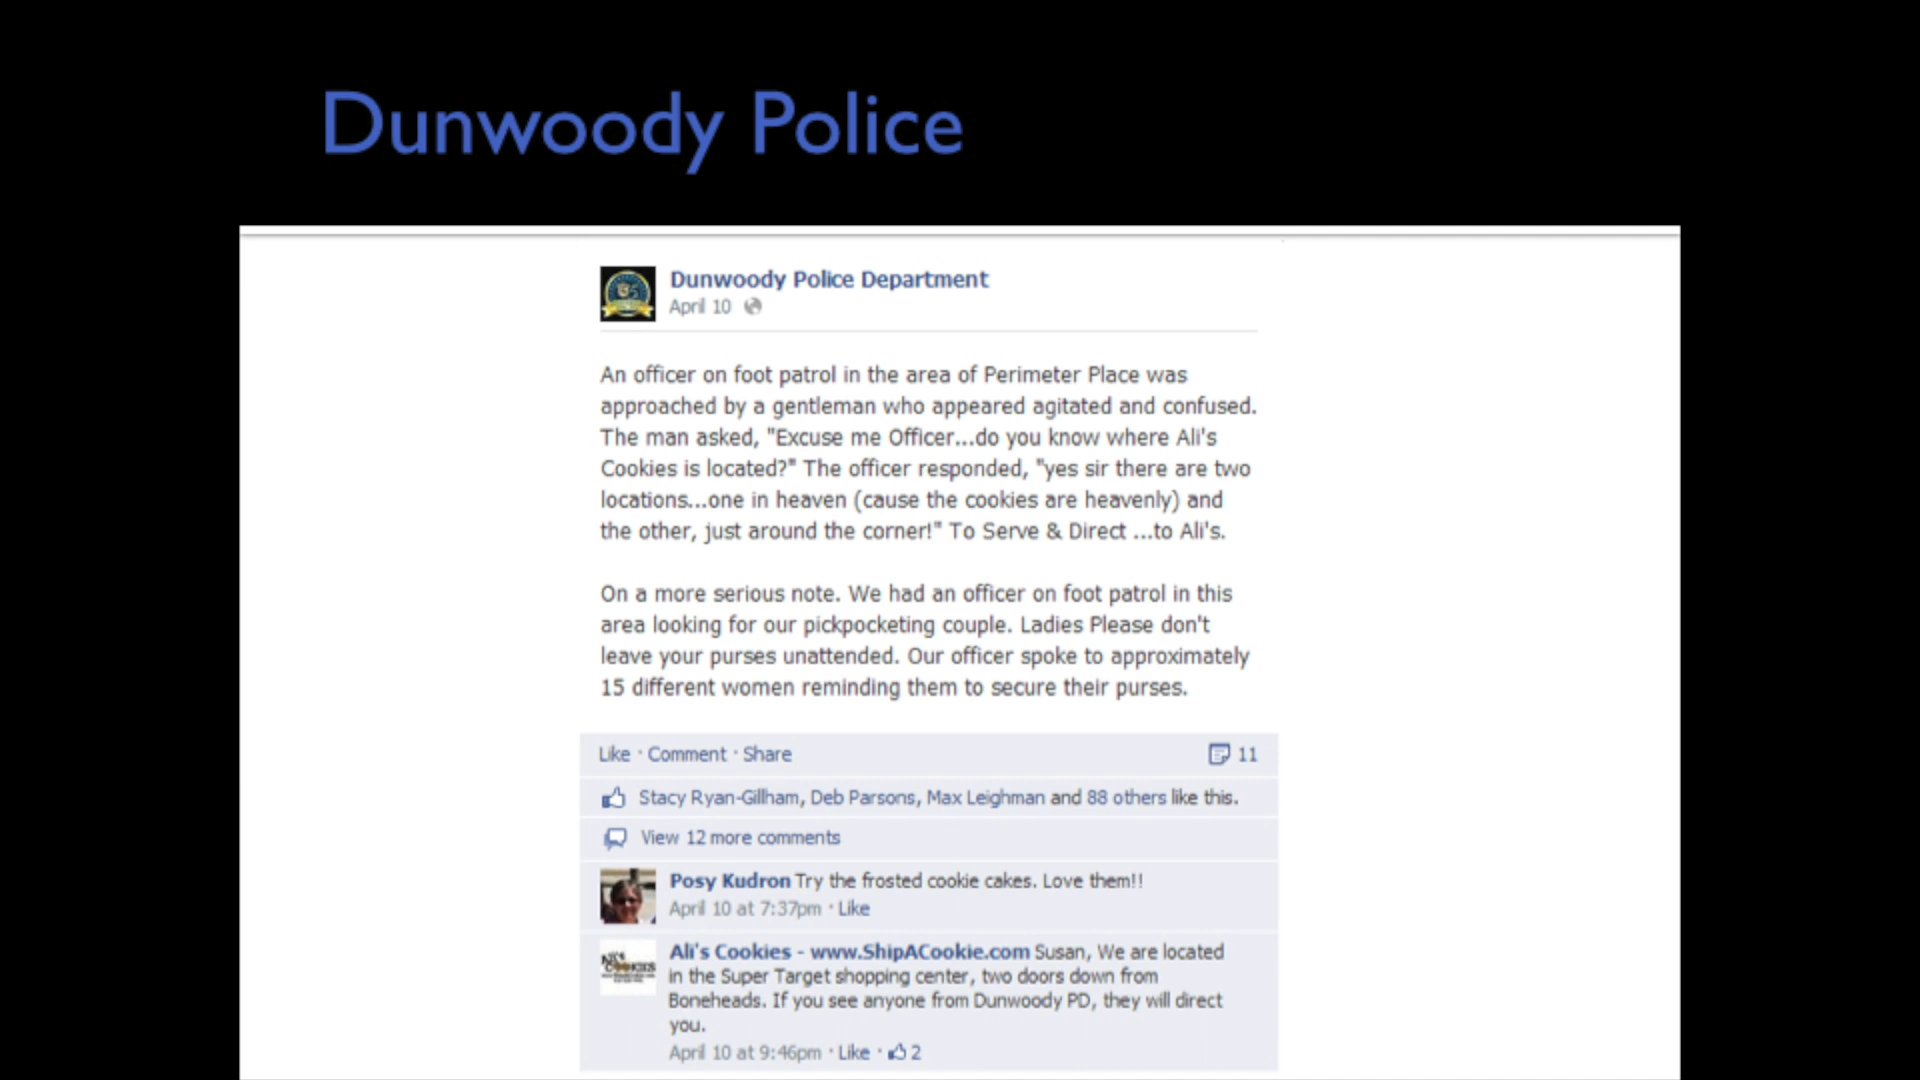 Dunwoody Police
Dunwoody Police Department
April 10
An officer on foot patrol in the area of Perimeter Place was
approached by a gentleman who appeared agitated and confused.
The man asked, "Excuse me Officer...do you know where Ali's
Cookies is located?" The officer responded, "yes sir there are two
locations...one in heaven (cause the cookies are heavenly) and
the other, just around the corner!" To Serve & Direct ...to Ali's.
On a more serious note. We had an officer on foot patrol in this
area looking for our pickpocketing couple. Ladies Please don't
leave your purses unattended. Our officer spoke to approximately
15 different women reminding them to secure their purses.
Like · Comment · Share 11
Stacy Ryan-Gillham, Deb Parsons, Max Leighman and 88 others like this.
View 12 more comments
Posy Kudron Try the frosted cookie cakes. Love them!!
April 10 at 7:37pm · Like
Ali's Cookies - www.ShipACookie.com Susan, We are located
in the Super Target shopping center, two doors down from
Boneheads. If you see anyone from Dunwoody PD, they will direct
you.
April 10 at 9:46pm · Like · 2